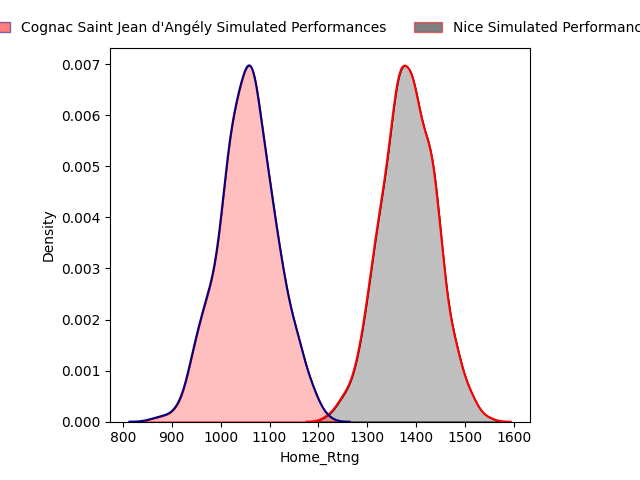 Cognac Saint Jean d'Angély Simulated Performances Nice Simulated Performanc
0.007
0.006
0.005
0.004
0.003
0.002
0.001
0.000
Density
800 900 1000 1100 1200 1300 1400 1500 1600
Home_Rtng